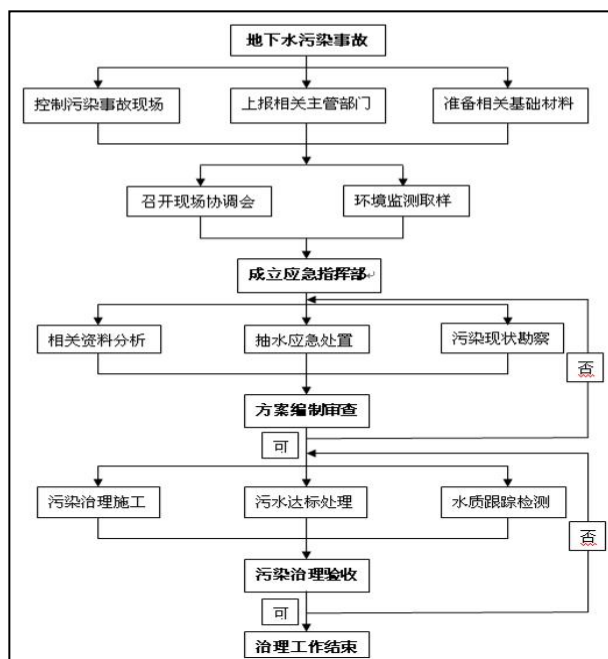 地下水污染事故
控制污染事故现场
上报相关主管部门
准备相关基础材料
召开现场协调会
环境监测取样
成立应急指挥部
相关资料分析
抽水应急处置
污染现状勘察
否
方案编制审查
可
污染治理施工
污水达标处理
水质跟踪检测
否
污染治理验收
可
治理工作结束